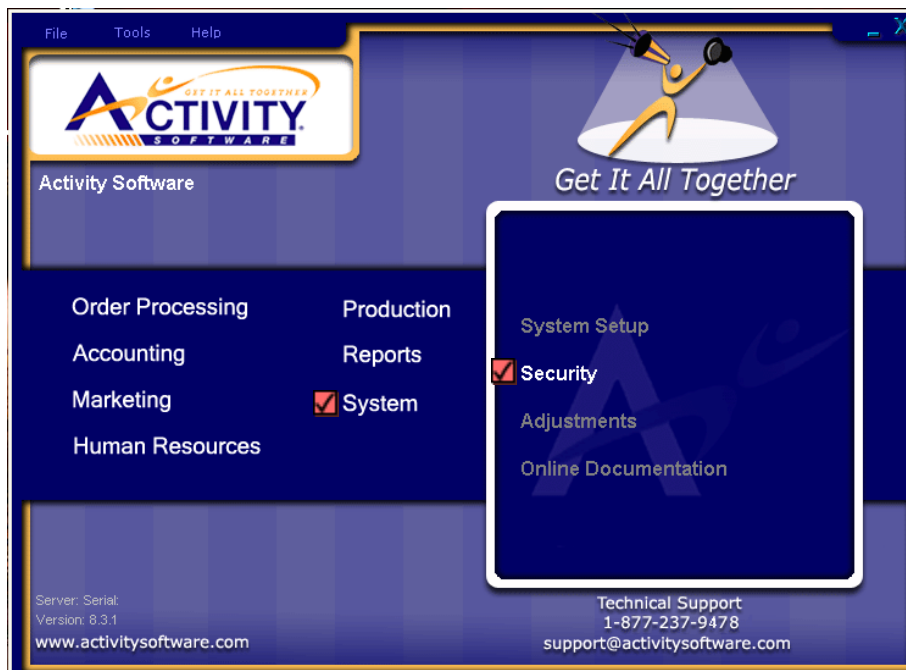 File Tools Help
GET IT ALL TOGETHER
ACTIVITY
SOFTWARE
Activity Software
Get It All Together
Order Processing
Accounting
Marketing
Human Resources
Production
Reports
System
System Setup
Security
Adjustments
Online Documentation
Server: Serial:
Version: 8.3.1
www.activitysoftware.com
Technical Support
1-877-237-9478
support@activitysoftware.com